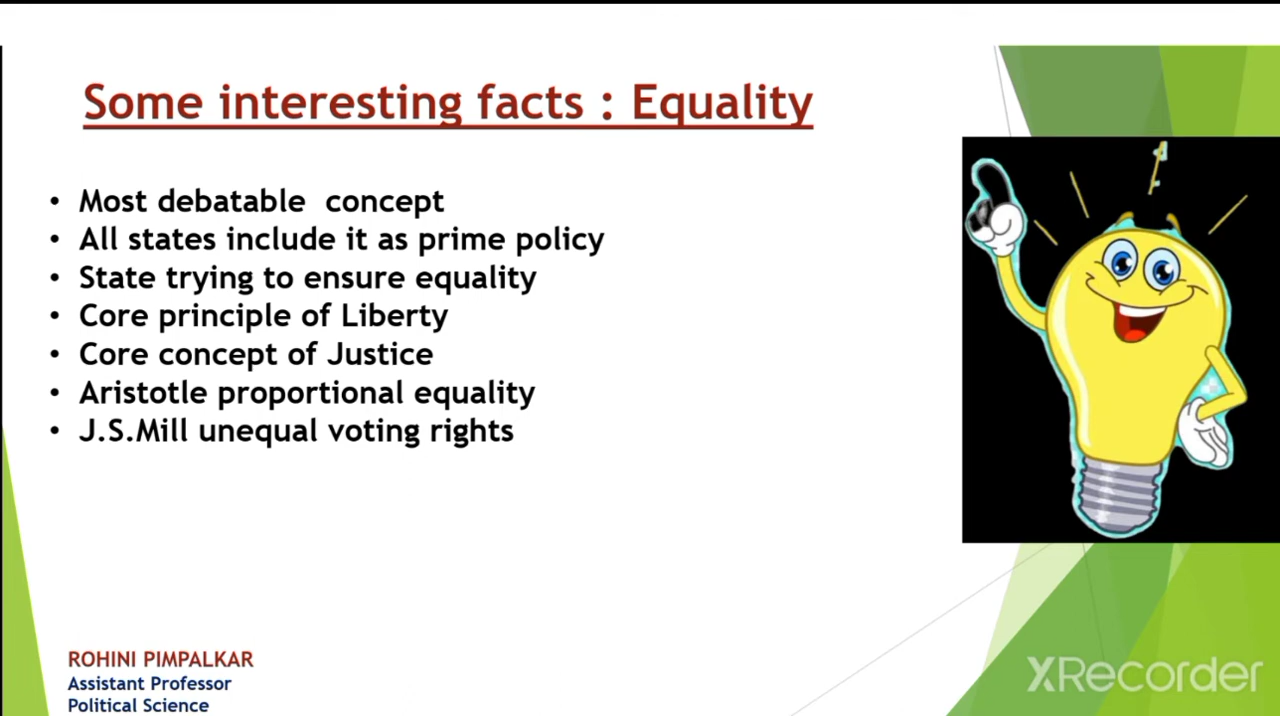 Some interesting facts : Equality
• Most debatable concept
• All states include it as prime policy
• State trying to ensure equality
• Core principle of Liberty
• Core concept of Justice
• Aristotle proportional equality
• J.S.Mill unequal voting rights
ROHINI PIMPALKAR
Assistant Professor
Political Science
XRecorder